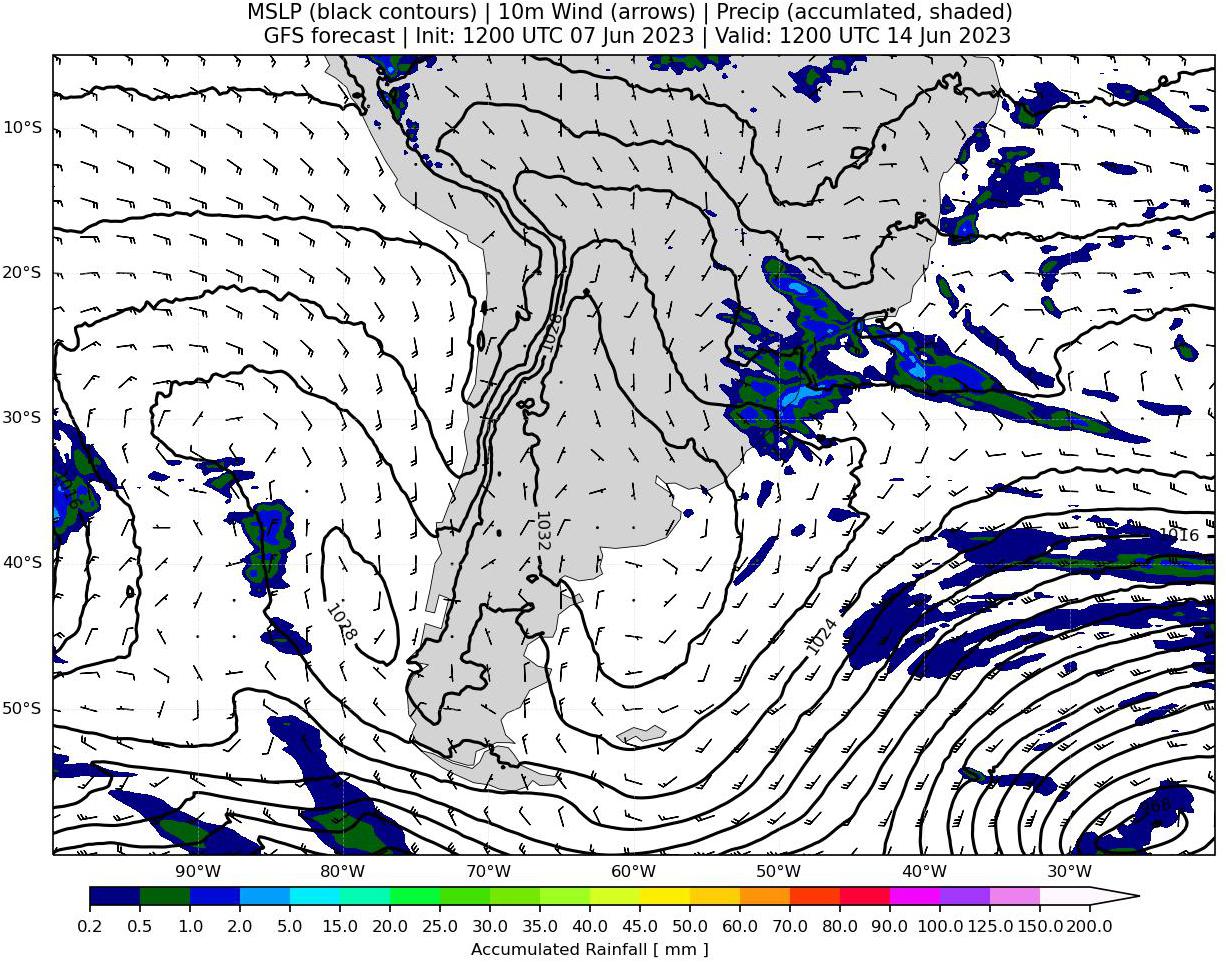 MSLP (black contours) | 10m Wind (arrows) | Precip (accumlated, shaded)
GFS forecast | Init: 1200 UTC 07 Jun 2023 | Valid: 1200 UTC 14 Jun 2023
10°S
20°S
1028
30°S
1016
1032
1016
40°S
1028
1024
50°S
968
90°W 80°W 70°W 60°W 50°W 40°W 30°W
0.2 0.5 1.0 2.0 5.0 10.0 15.0 20.0 25.0 30.0 35.0 40.0 45.0 50.0 60.0 70.0 80.0 90.0 100.0 125.0 150.0 200.0
Accumulated Rainfall [ mm ]